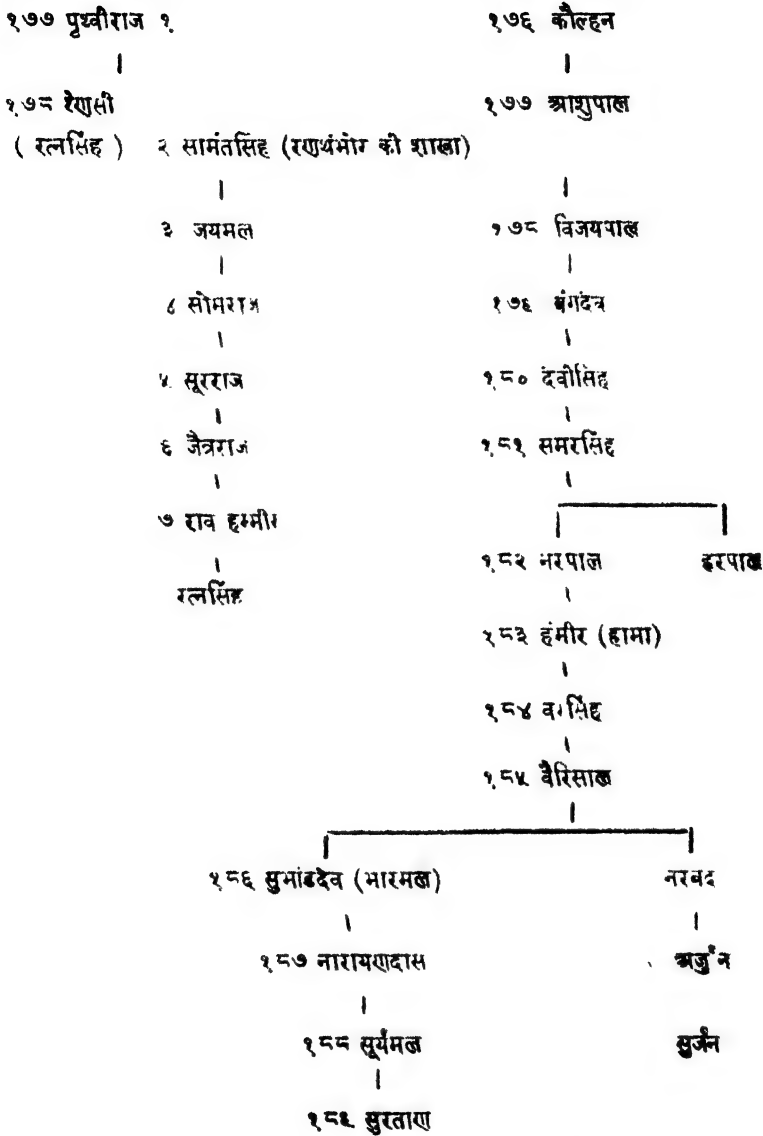 १७७ पृथ्वीराज १. १७६ कौल्हन
१७८ रैणसी १७७ आशुपाल
( रत्नसिंह ) २ सामंतसिंह (रणथंभोर की शाखा)
३ जयमल १७८ विजयपाल
४ सोमराज १७९ बंगदेव
५ सूरराज १८० देवीसिंह
६ जैत्रराज १८१ समरसिंह
७ राव हम्मीर
१८२ नरपाल हरपाल
रत्नसिंह
१८३ हंमीर (हामा)
१८४ वरसिंह
१८५ वैरिसाल
१८६ सुभांडदेव (भारमल) नरबद
१८७ नारायणदास अर्जुन
१८८ सूर्यमल सुर्जन
१८९ सुरताण